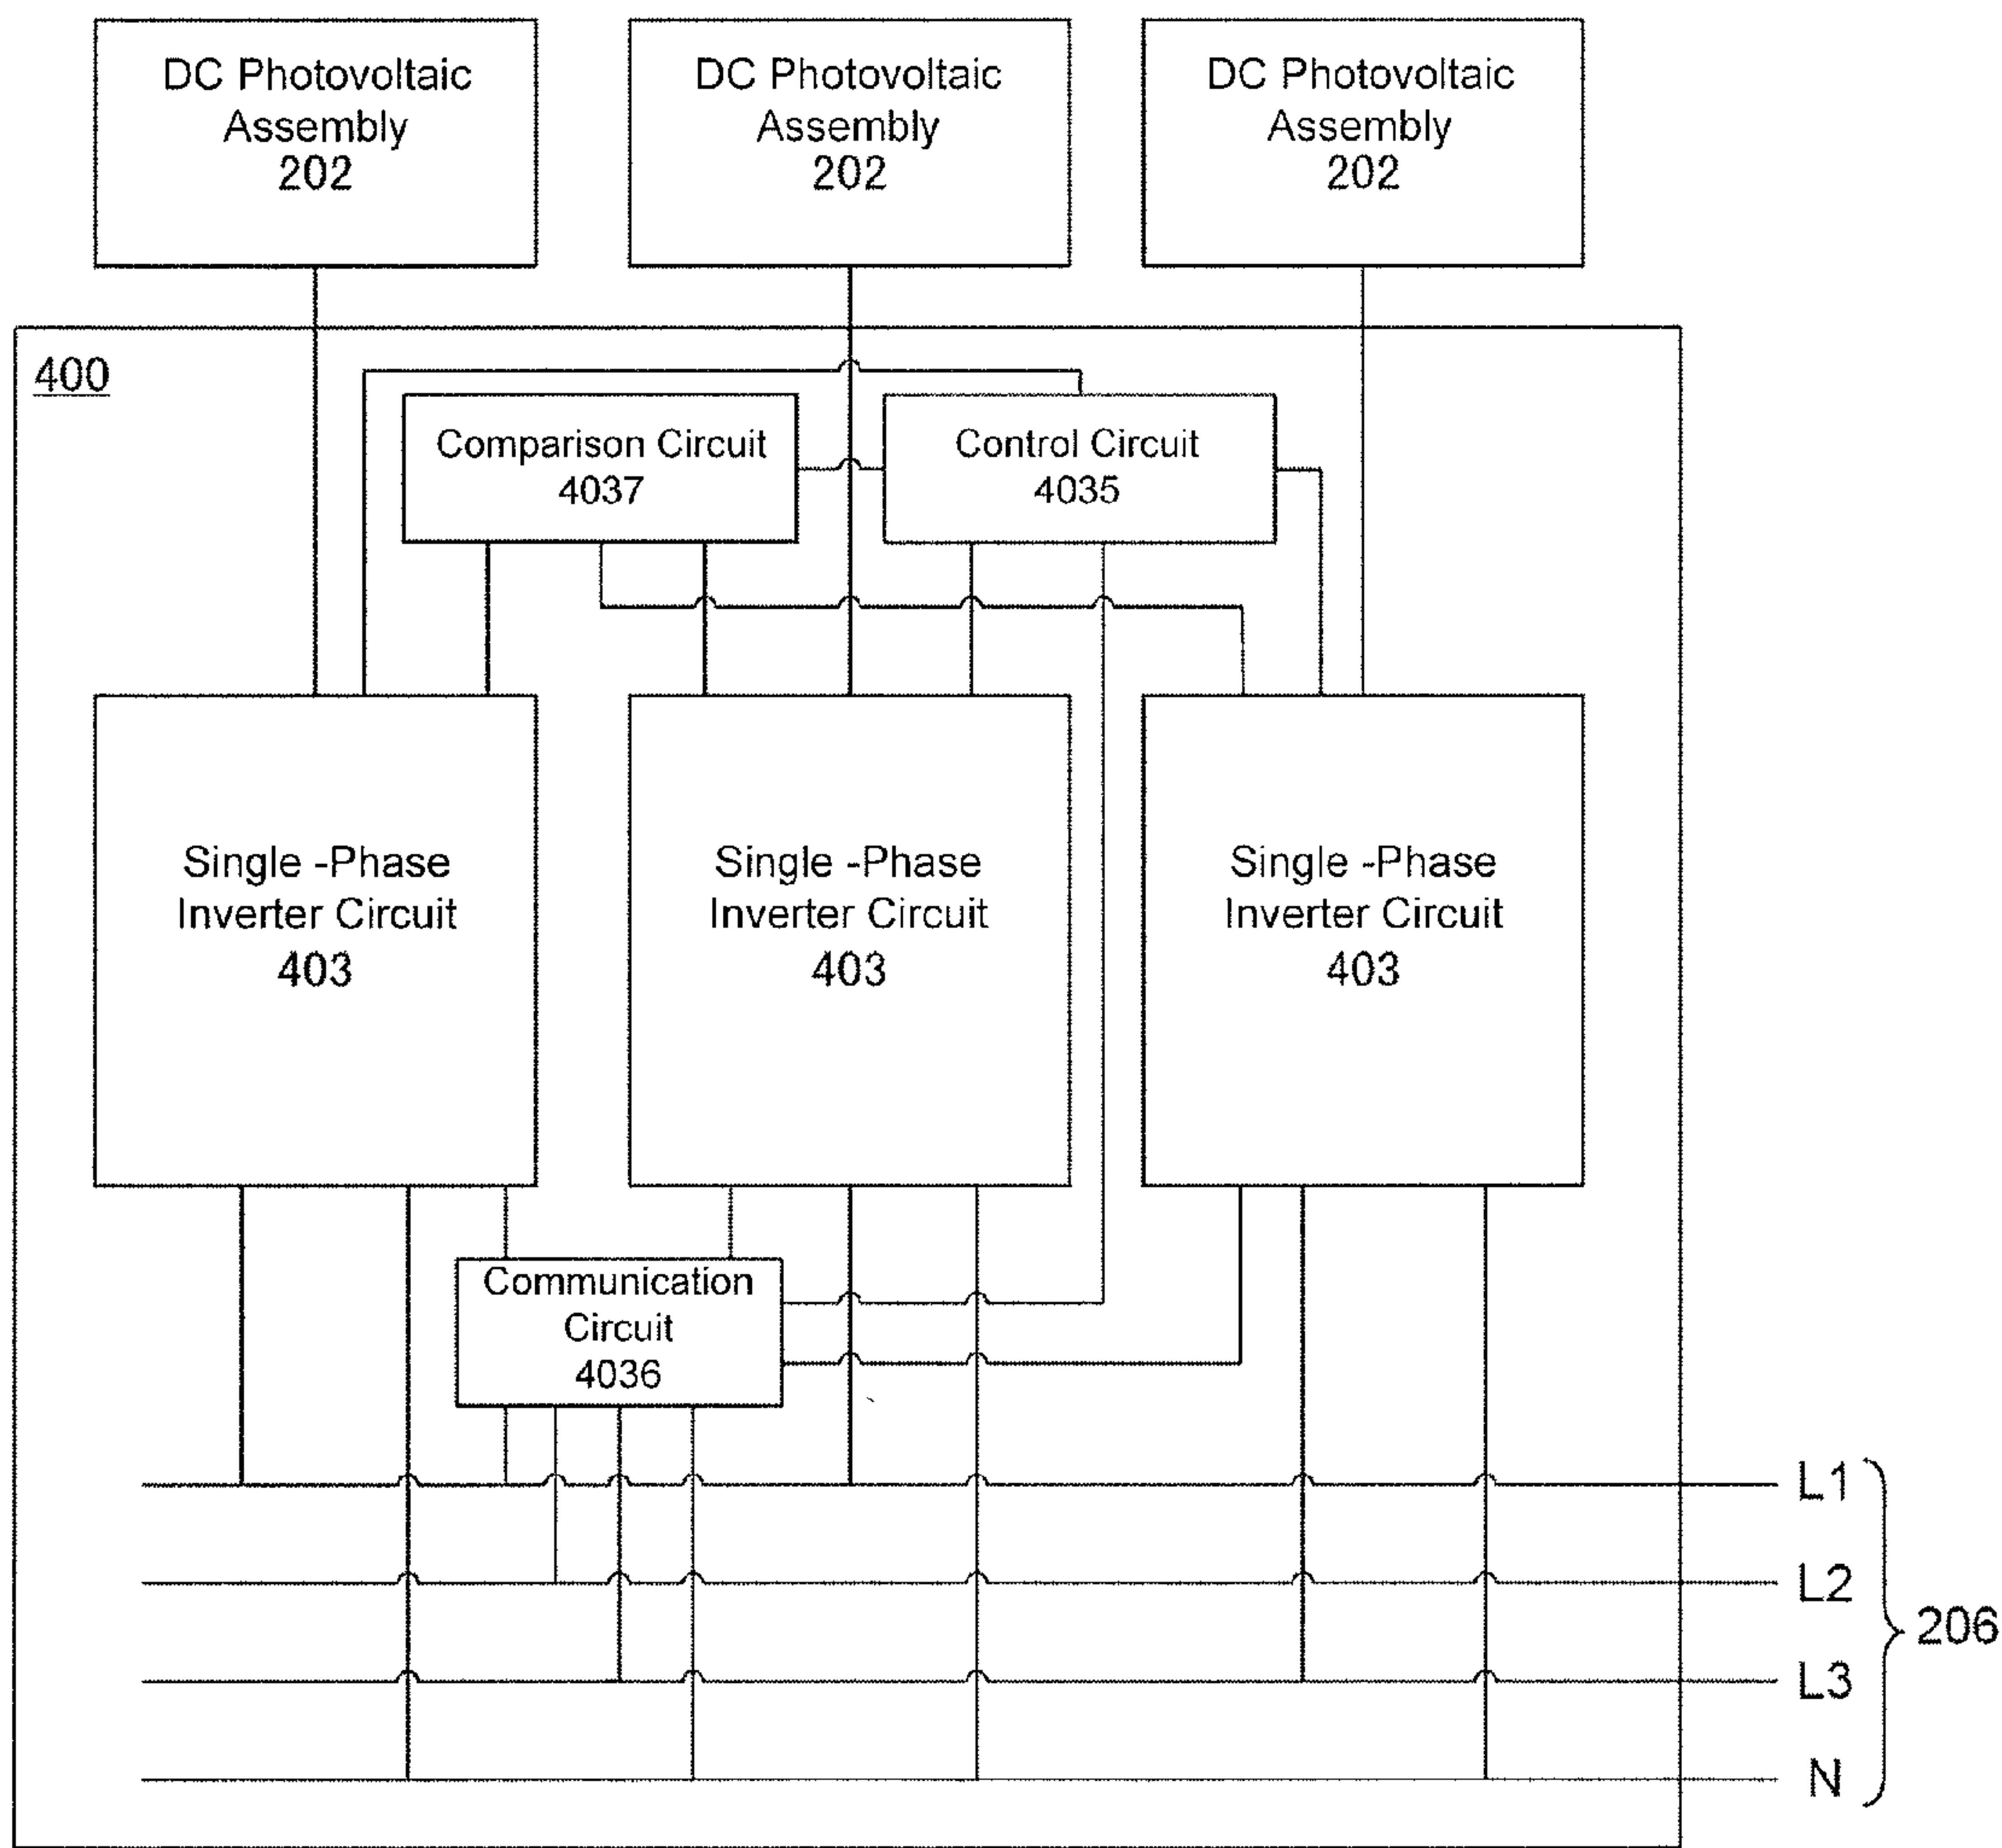 DC Photovoltaic
Assembly
202
DC Photovoltaic
Assembly
202
DC Photovoltaic
Assembly
202
400
Comparison Circuit
4037
Control Circuit
4035
Single -Phase
Inverter Circuit
403
Single -Phase
Inverter Circuit
403
Single -Phase
Inverter Circuit
403
Communication
Circuit
4036
L1
L2
206
L3
N